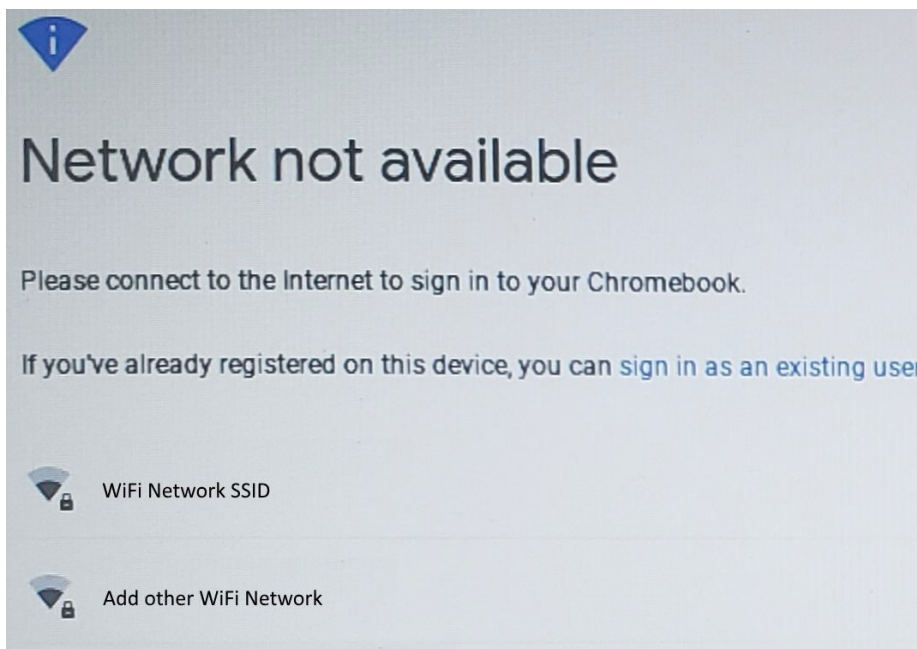 Network not available
Please connect to the Internet to sign in to your Chromebook.
If you've already registered on this device, you can sign in as an existing user
WiFi Network SSID
Add other WiFi Network